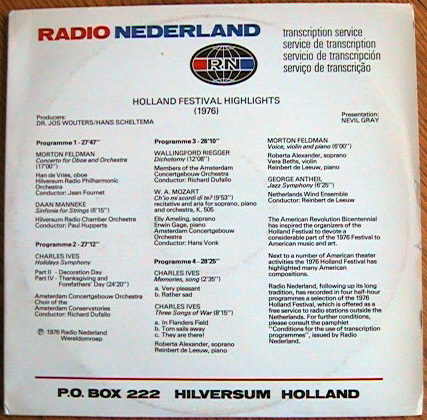 RADIO NEDERLAND
RN
transcription service
service de transcription
servicio de transcripción
serviço de transcrição
HOLLAND FESTIVAL HIGHLIGHTS
(1976)
Producers:
DR. JOS WOUTERS/HANS SCHELTEMA
Presentation:
NEVIL GRAY
Programme 1 - 27'47"
MORTON FELDMAN
Concerto for Oboe and Orchestra
(17'00")
Han de Vries, oboe
Hilversum Radio Philharmonic
Orchestra
Conductor: Jean Fournet
DAAN MANNEKE
Sinfonia for Strings (6'15")
Hilversum Radio Chamber Orchestra
Conductor: Paul Hupperts
Programme 2 - 27'12"
CHARLES IVES
Holidays Symphony
Part II - Decoration Day
Part IV - Thanksgiving and
Forefathers' Day (24'20")
Amsterdam Concertgebouw Orchestra
Choir of the
Amsterdam Conservatories
Conductor: Richard Dufallo
℗ 1976 Radio Nederland
Wereldomroep
Programme 3 - 26'10"
WALLINGFORD RIEGGER
Dichotomy (12'08")
Members of the Amsterdam
Concertgebouw Orchestra
Conductor: Richard Dufallo
W. A. MOZART
Ch'io mi scordi di te? (9'53")
recitative and aria for soprano, piano
and orchestra, K. 505
Elly Ameling, soprano
Erwin Gage, piano
Amsterdam Concertgebouw
Orchestra
Conductor: Hans Vonk
Programme 4 - 28'25"
CHARLES IVES
Memories, song (2'35")
a. Very pleasant
b. Rather sad
CHARLES IVES
Three Songs of War (8'15")
a. In Flanders Field
b. Tom sails away
c. They are there!
Roberta Alexander, soprano
Reinbert de Leeuw, piano
MORTON FELDMAN
Voice, violin and piano (6'00")
Roberta Alexander, soprano
Vera Beths, violin
Reinbert de Leeuw, piano
GEORGE ANTHEIL
Jazz Symphony (6'25")
Netherlands Wind Ensemble
Conductor: Reinbert de Leeuw
The American Revolution Bicentennial
has inspired the organizers of the
Holland Festival to devote a
considerable part of the 1976 Festival to
American music and art.
Next to a number of American theater
activities the 1976 Holland Festival has
highlighted many American
compositions.
Radio Nederland, following up its long
tradition, has recorded in four half-hour
programmes a selection of the 1976
Holland Festival, which is offered as a
free service to radio stations outside the
Netherlands. For further conditions,
please consult the pamphlet
"Conditions for the use of transcription
programmes", issued by Radio
Nederland.
P.O. BOX 222 HILVERSUM HOLLAND